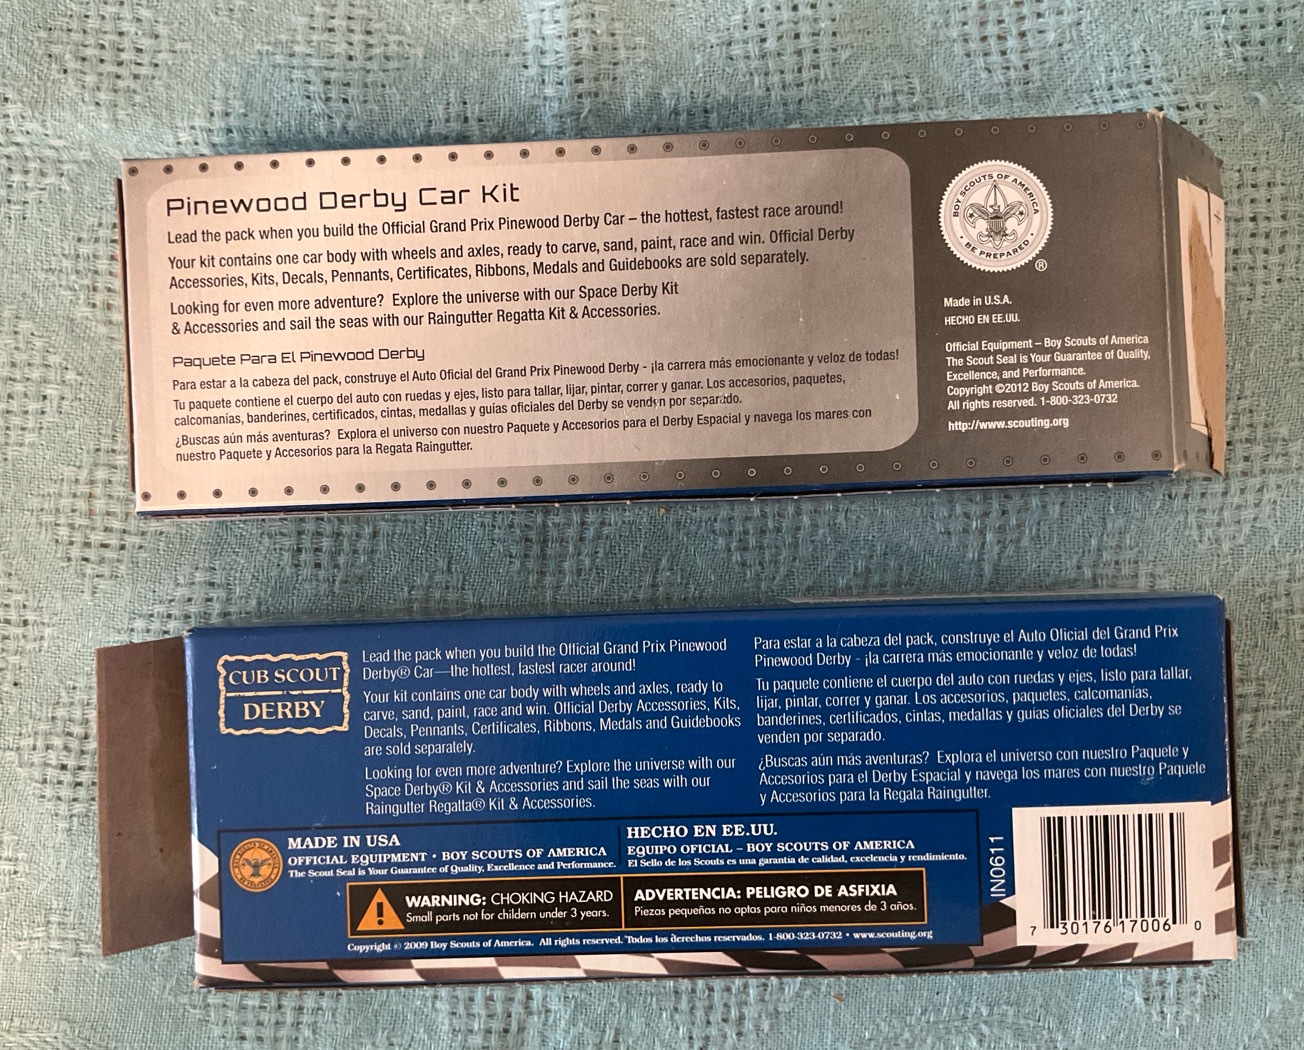 Pinewood Derby Car Kit
Lead the pack when you build the Official Grand Prix Pinewood Derby Car – the hottest, fastest race around!
Your kit contains one car body with wheels and axles, ready to carve, sand, paint, race and win. Official Derby
Accessories, Kits, Decals, Pennants, Certificates, Ribbons, Medals and Guidebooks are sold separately.
Looking for even more adventure? Explore the universe with our Space Derby Kit
& Accessories and sail the seas with our Raingutter Regatta Kit & Accessories.
Paquete Para El Pinewood Derby
Para estar a la cabeza del pack, construye el Auto Oficial del Grand Prix Pinewood Derby - ¡la carrera más emocionante y veloz de todas!
Tu paquete contiene el cuerpo del auto con ruedas y ejes, listo para tallar, lijar, pintar, correr y ganar. Los accesorios, paquetes,
calcomanías, banderines, certificados, cintas, medallas y guías oficiales del Derby se venden por separado.
¿Buscas aún más aventuras? Explora el universo con nuestro Paquete y Accesorios para el Derby Espacial y navega los mares con
nuestro Paquete y Accesorios para la Regata Raingutter.
BOY SCOUTS OF AMERICA
• BE PREPARED •
®
Made in U.S.A.
HECHO EN EE.UU.
Official Equipment – Boy Scouts of America
The Scout Seal is Your Guarantee of Quality,
Excellence, and Performance.
Copyright ©2012 Boy Scouts of America.
All rights reserved. 1-800-323-0732
http://www.scouting.org
CUB SCOUT
DERBY
Lead the pack when you build the Official Grand Prix Pinewood
Derby® Car—the hottest, fastest racer around!
Your kit contains one car body with wheels and axles, ready to
carve, sand, paint, race and win. Official Derby Accessories, Kits,
Decals, Pennants, Certificates, Ribbons, Medals and Guidebooks
are sold separately.
Looking for even more adventure? Explore the universe with our
Space Derby® Kit & Accessories and sail the seas with our
Raingutter Regatta® Kit & Accessories.
Para estar a la cabeza del pack, construye el Auto Oficial del Grand Prix
Pinewood Derby - ¡la carrera más emocionante y veloz de todas!
Tu paquete contiene el cuerpo del auto con ruedas y ejes, listo para tallar,
lijar, pintar, correr y ganar. Los accesorios, paquetes, calcomanías,
banderines, certificados, cintas, medallas y guías oficiales del Derby se
venden por separado.
¿Buscas aún más aventuras? Explora el universo con nuestro Paquete y
Accesorios para el Derby Espacial y navega los mares con nuestro Paquete
y Accesorios para la Regata Raingutter.
MADE IN USA
OFFICIAL EQUIPMENT • BOY SCOUTS OF AMERICA
The Scout Seal is Your Guarantee of Quality, Excellence and Performance.
HECHO EN EE.UU.
EQUIPO OFICIAL – BOY SCOUTS OF AMERICA
El Sello de los Scouts es una garantía de calidad, excelencia y rendimiento.
WARNING: CHOKING HAZARD
Small parts not for childern under 3 years.
ADVERTENCIA: PELIGRO DE ASFIXIA
Piezas pequeñas no aptas para niños menores de 3 años.
Copyright © 2009 Boy Scouts of America. All rights reserved. Todos los derechos reservados. 1-800-323-0732 • www.scouting.org
IN0611
7 30176 17006 0